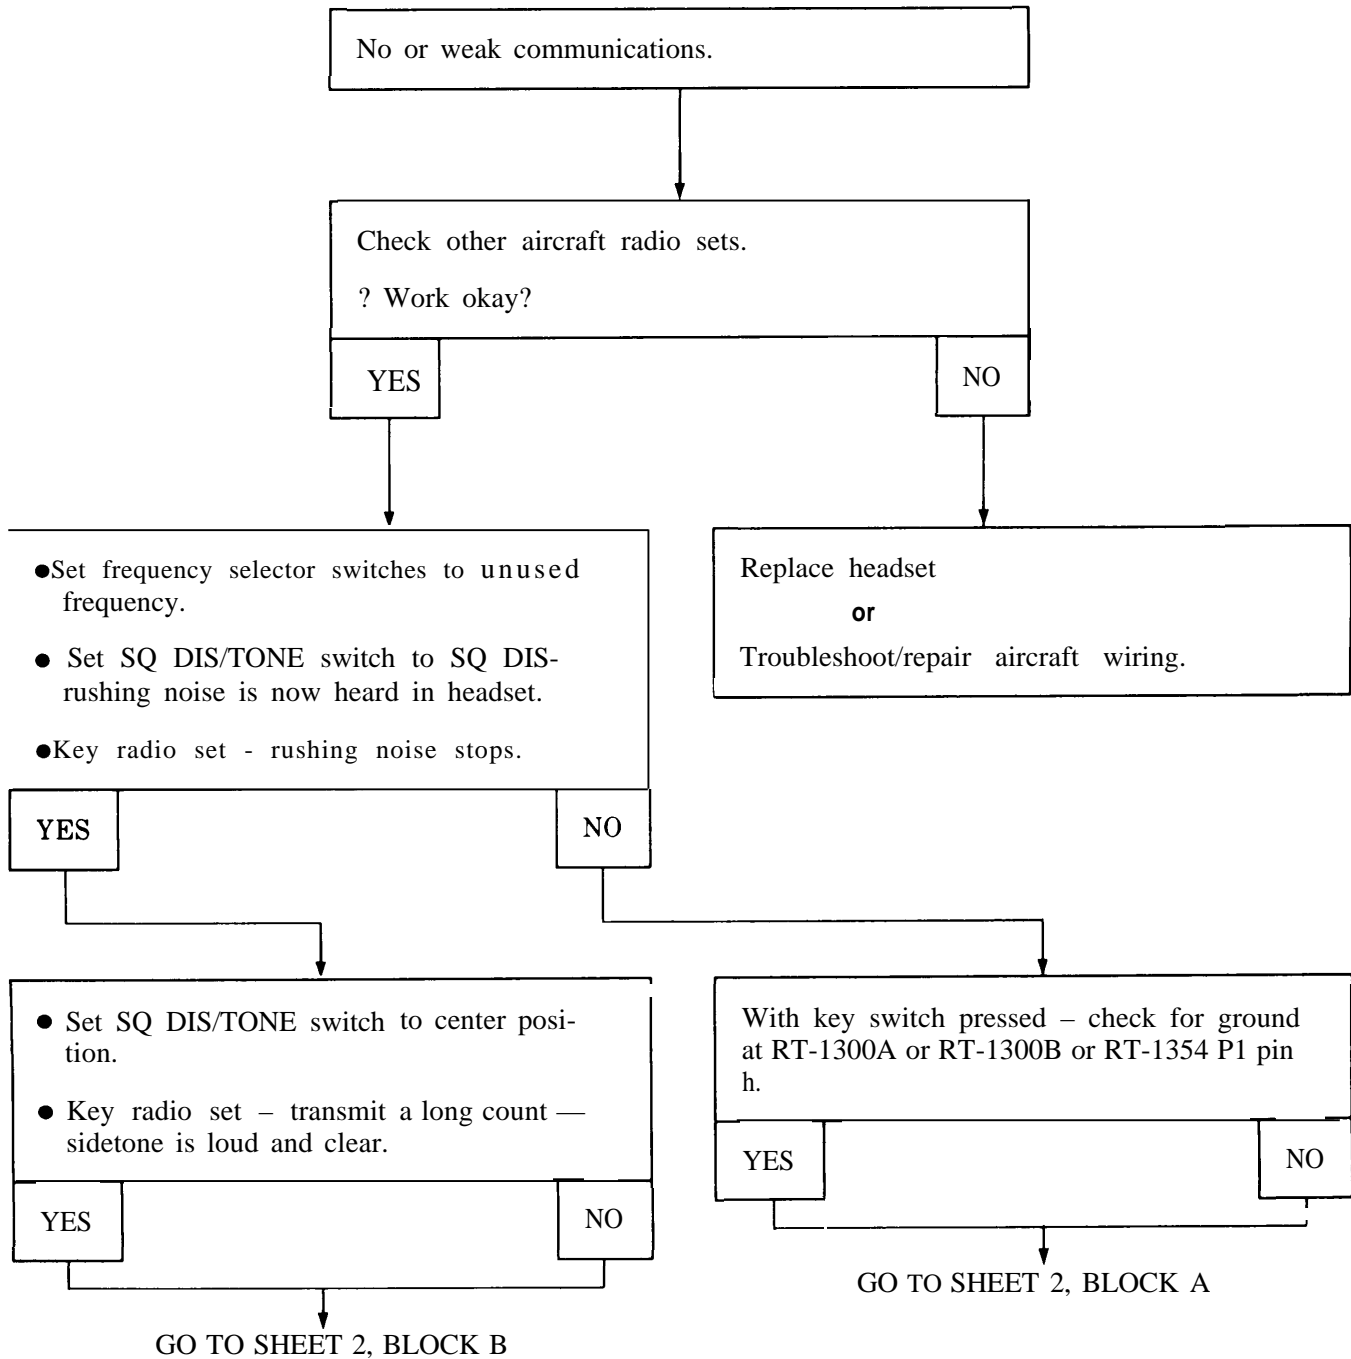 No or weak communications.
Check other aircraft radio sets.
? Work okay?
YES
NO
●Set frequency selector switches to unused
frequency.
● Set SQ DIS/TONE switch to SQ DIS-
rushing noise is now heard in headset.
●Key radio set - rushing noise stops.
YES
NO
Replace headset
or
Troubleshoot/repair aircraft wiring.
● Set SQ DIS/TONE switch to center posi-
tion.
● Key radio set – transmit a long count —
sidetone is loud and clear.
YES
NO
With key switch pressed – check for ground
at RT-1300A or RT-1300B or RT-1354 P1 pin
h.
YES
NO
GO TO SHEET 2, BLOCK B
GO TO SHEET 2, BLOCK A